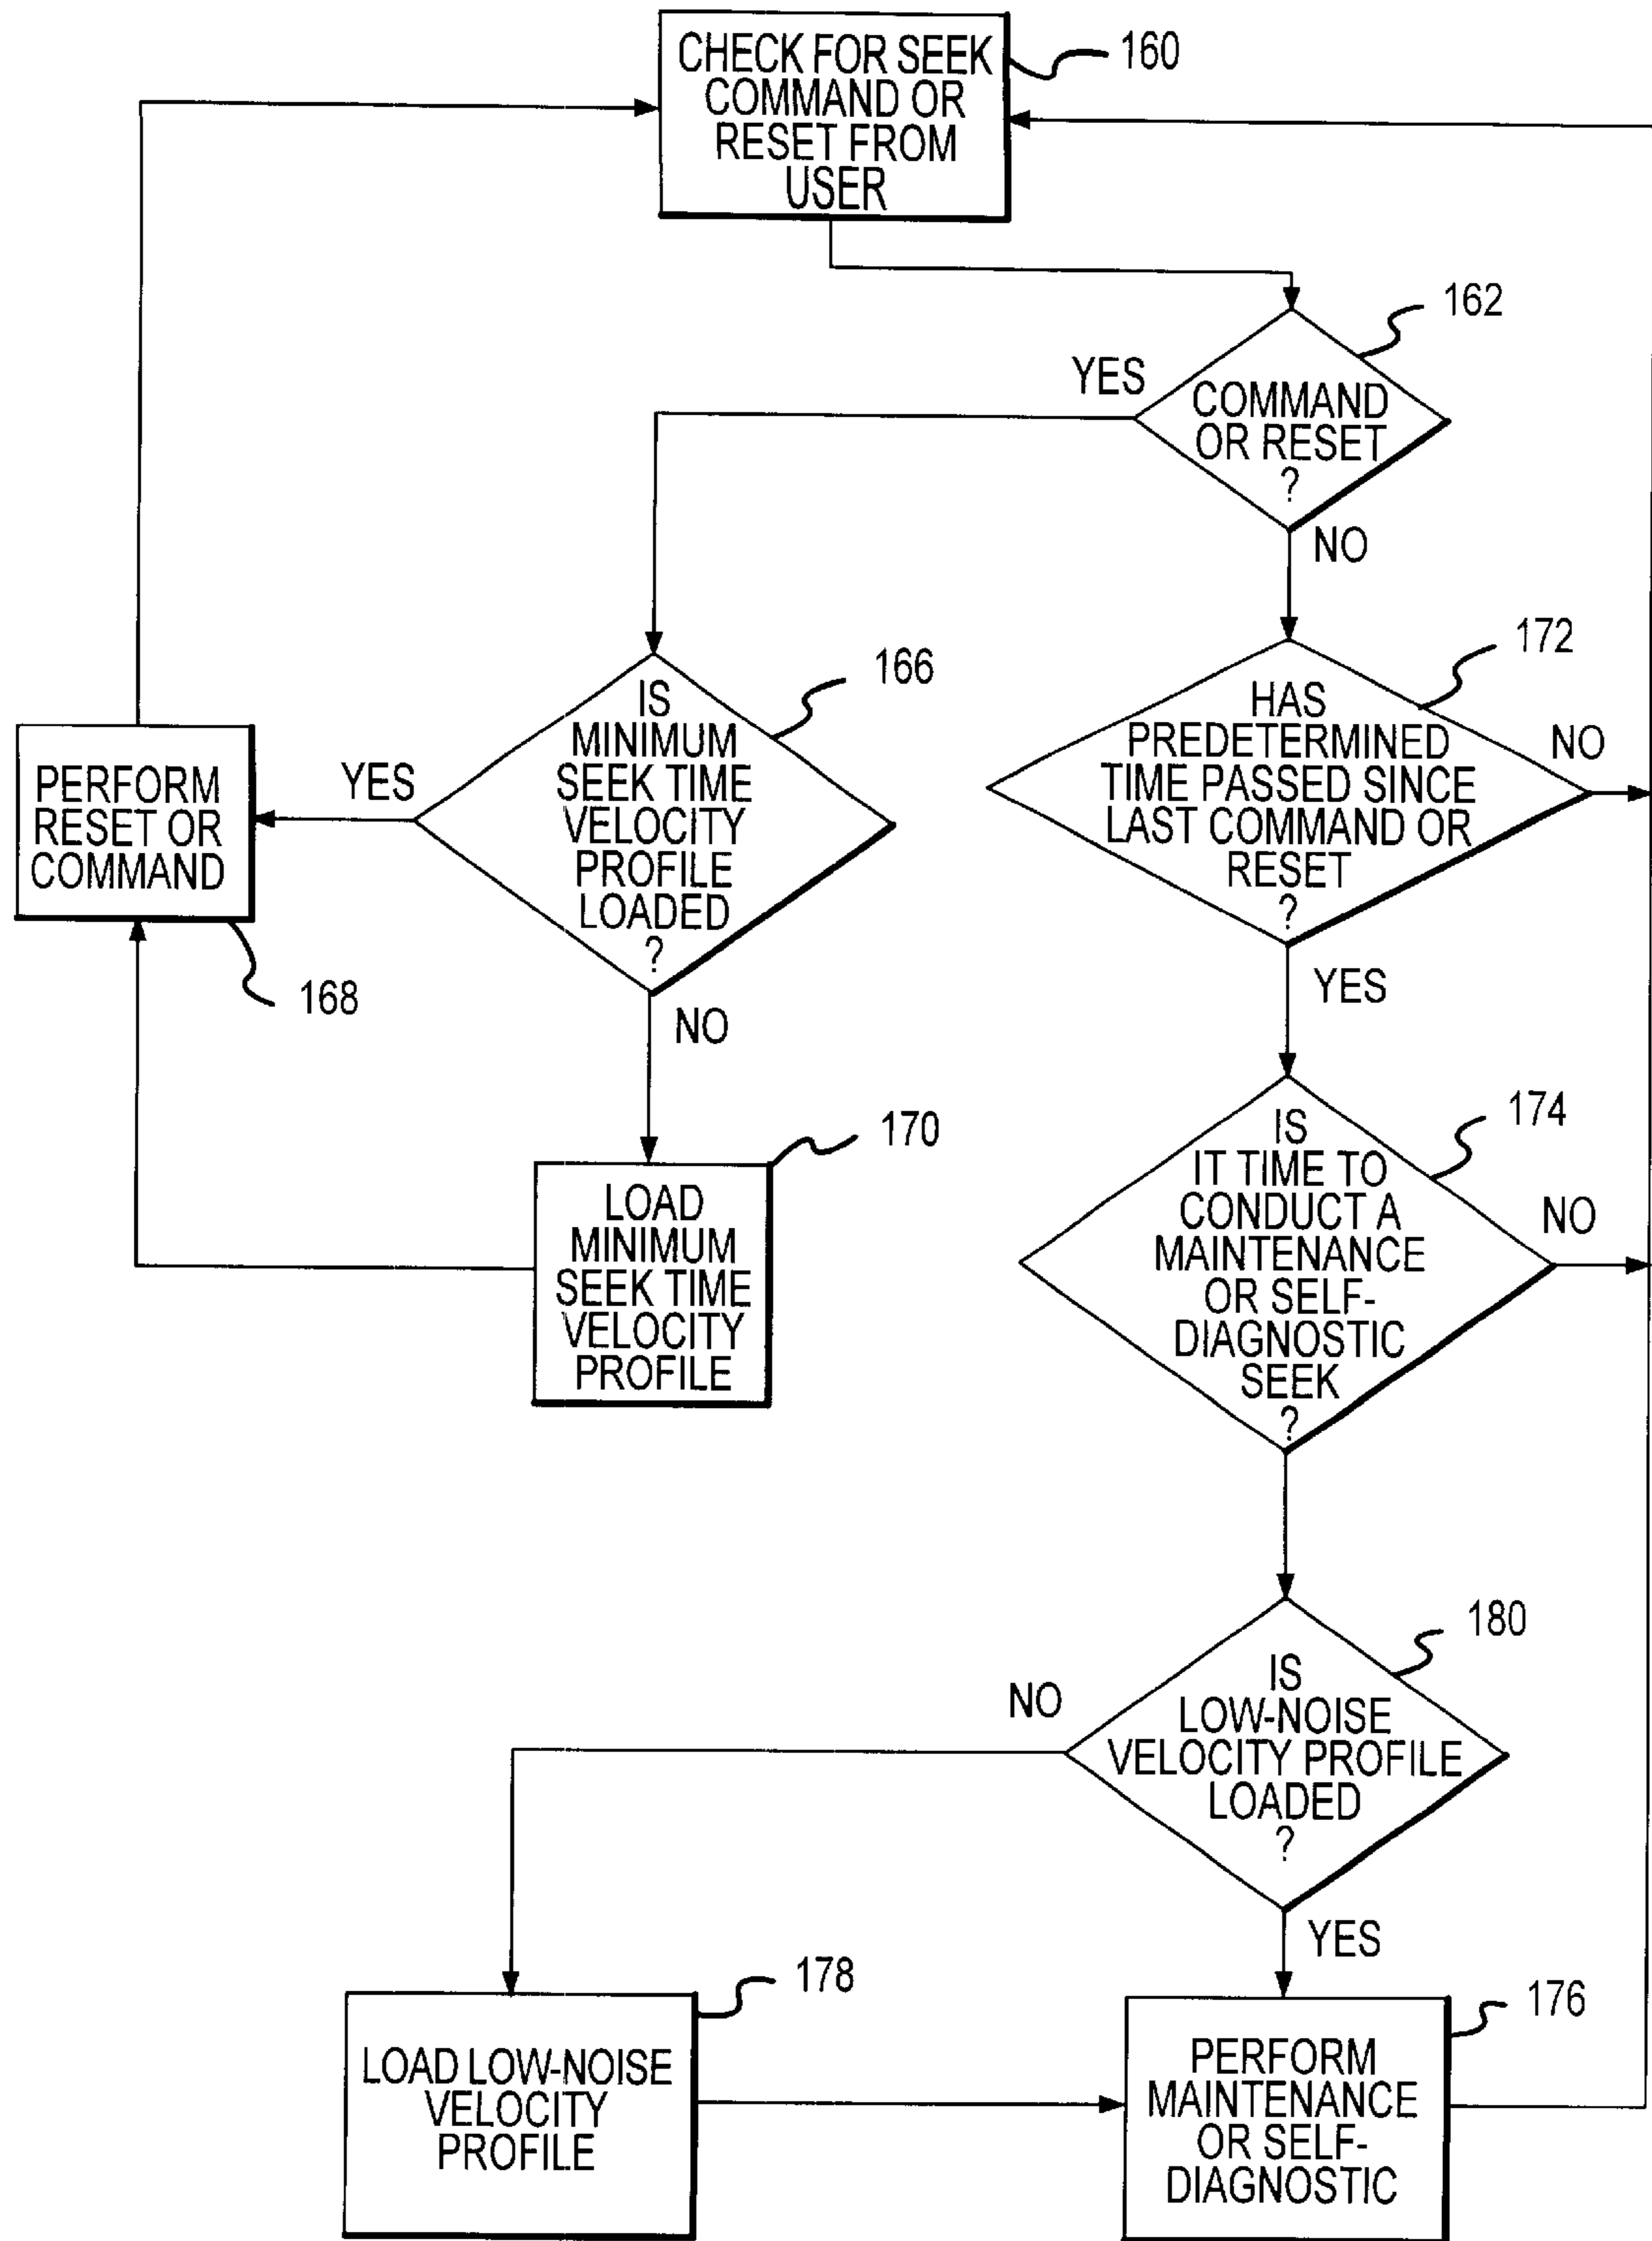 CHECK FOR SEEK
COMMAND OR
RESET FROM
USER
160
162
YES
COMMAND
OR RESET
?
NO
166
IS
MINIMUM
SEEK TIME
VELOCITY
PROFILE
LOADED
?
YES
NO
PERFORM
RESET OR
COMMAND
168
172
HAS
PREDETERMINED
TIME PASSED SINCE
LAST COMMAND OR
RESET
?
NO
YES
170
LOAD
MINIMUM
SEEK TIME
VELOCITY
PROFILE
174
IS
IT TIME TO
CONDUCT A
MAINTENANCE
OR SELF-
DIAGNOSTIC
SEEK
?
NO
180
IS
LOW-NOISE
VELOCITY PROFILE
LOADED
?
NO
YES
178
LOAD LOW-NOISE
VELOCITY
PROFILE
176
PERFORM
MAINTENANCE
OR SELF-
DIAGNOSTIC